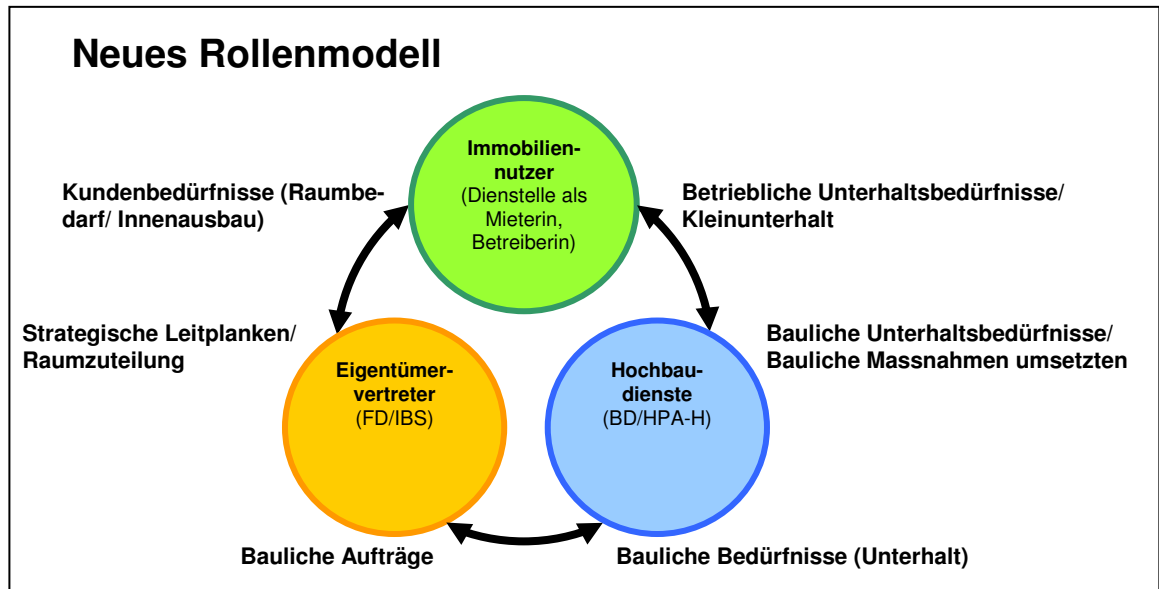 Neues Rollenmodell
Immobilien-
nutzer
(Dienstelle als
Mieterin,
Betreiberin)
Kundenbedürfnisse (Raumbe-
darf/ Innenausbau)
Betriebliche Unterhaltsbedürfnisse/
Kleinunterhalt
Strategische Leitplanken/
Raumzuteilung
Bauliche Unterhaltsbedürfnisse/
Bauliche Massnahmen umsetzten
Eigentümer-
vertreter
(FD/IBS)
Hochbau-
dienste
(BD/HPA-H)
Bauliche Aufträge
Bauliche Bedürfnisse (Unterhalt)